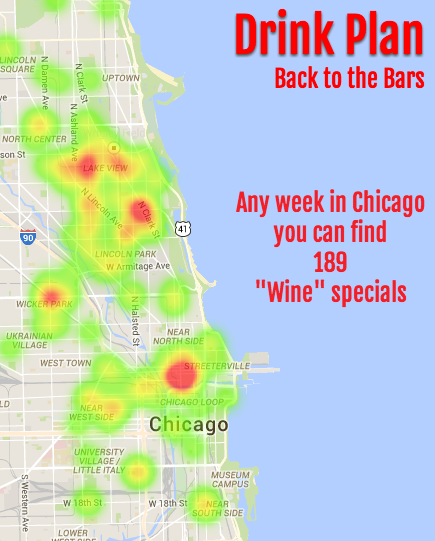 Drink Plan
Back to the Bars
Any week in Chicago
you can find
189
"Wine" specials
LINCOLN
SQUARE
N Damen Ave
N Clark St
UPTOWN
N Ashland Ave
NORTH CENTER
son St
LAKE VIEW
N Lincoln Ave
N Clark St
41
90
LINCOLN PARK
W Armitage Ave
WICKER PARK
N Halsted St
UKRAINIAN
VILLAGE
NEAR
NORTH SIDE
WEST TOWN
STREETERVILLE
LD
CHICAGO LOOP
NEAR
WEST SIDE
Chicago
UNIVERSITY
VILLAGE /
LITTLE ITALY
S Western Ave
MUSEUM
CAMPUS
W 18th St
W 18th St
NEAR
SOUTH SIDE
LOWER
WEST SIDE